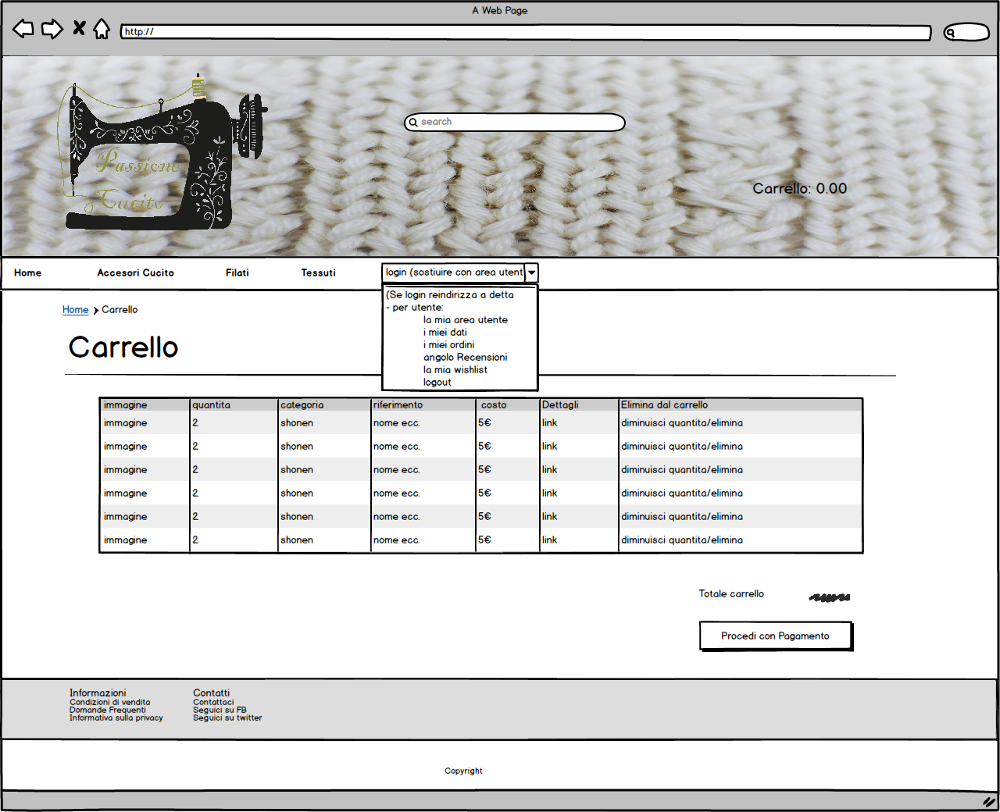 A Web Page
http://
search
Passione
Cucito
Carrello: 0.00
Home Accesori Cucito Filati Tessuti login (sostiuire con area utent
(Se login reindirizza a detta
- per utente:
la mia area utente
i miei dati
i miei ordini
angolo Recensioni
la mia wishlist
logout
Home Carrello
Carrello
immagine quantita categoria riferimento costo Dettagli Elimina dal carrello
immagine 2 shonen nome ecc. 5€ link diminuisci quantita/elimina
immagine 2 shonen nome ecc. 5€ link diminuisci quantita/elimina
immagine 2 shonen nome ecc. 5€ link diminuisci quantita/elimina
immagine 2 shonen nome ecc. 5€ link diminuisci quantita/elimina
immagine 2 shonen nome ecc. 5€ link diminuisci quantita/elimina
immagine 2 shonen nome ecc. 5€ link diminuisci quantita/elimina
Totale carrello
Procedi con Pagamento
Informazioni
Condizioni di vendita
Domande Frequenti
Informativa sulla privacy
Contatti
Contattaci
Seguici su FB
Seguici su twitter
Copyright